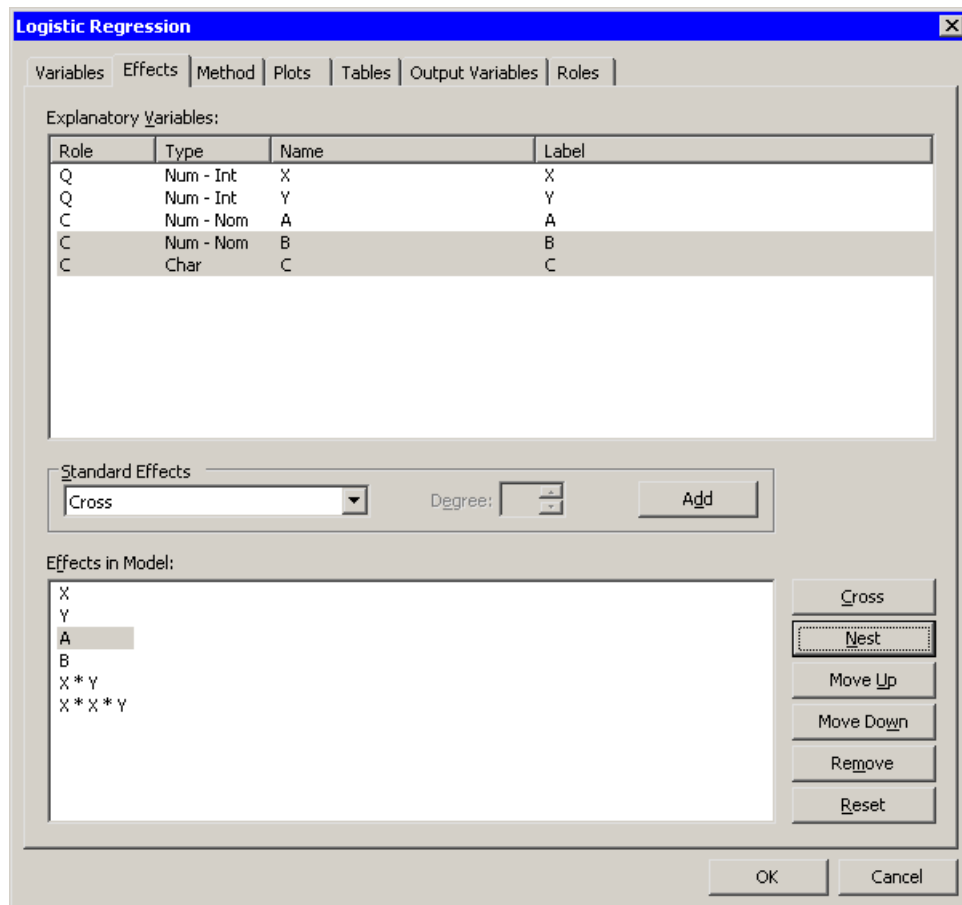 Logistic Regression
Variables Effects Method Plots Tables Output Variables Roles
Explanatory Variables:
Role Type Name Label
Q Num - Int X X
Q Num - Int Y Y
C Num - Nom A A
C Num - Nom B B
C Char C C
Standard Effects
Cross Degree: Add
Effects in Model:
X
Y
A
B
X * Y
X * X * Y
Cross
Nest
Move Up
Move Down
Remove
Reset
OK Cancel